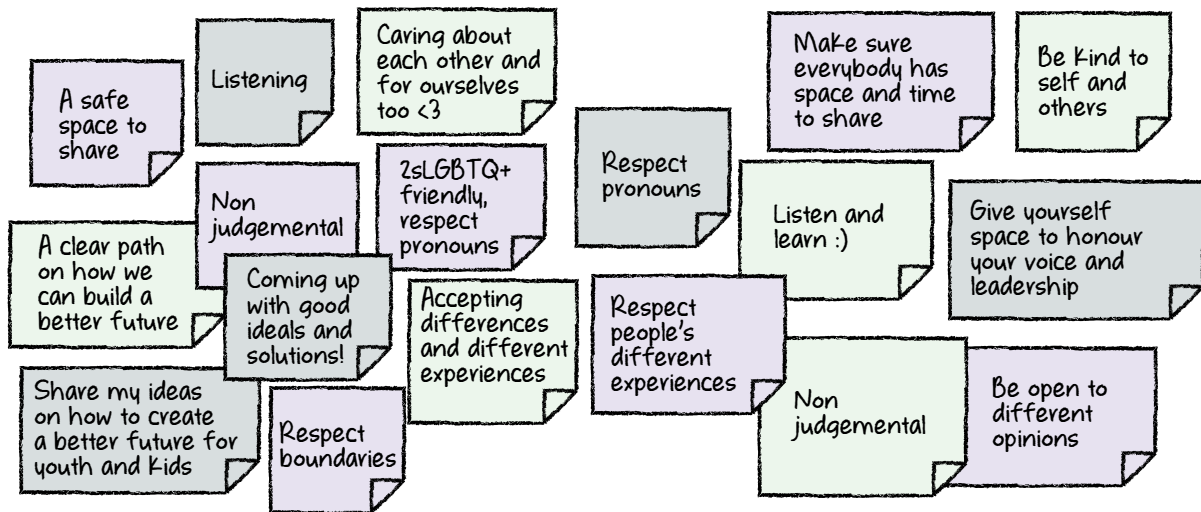 A safe
space to
share
Listening
Caring about
each other and
for ourselves
too <3
Non
judgemental
2sLGBTQ+
friendly,
respect
pronouns
A clear path
on how we
can build a
better future
Coming up
with good
ideals and
solutions!
Accepting
differences
and different
experiences
Share my ideas
on how to create
a better future for
youth and kids
Respect
boundaries
Respect
pronouns
Make sure
everybody has
space and time
to share
Be kind to
self and
others
Listen and
learn :)
Give yourself
space to honour
your voice and
leadership
Respect
people's
different
experiences
Non
judgemental
Be open to
different
opinions